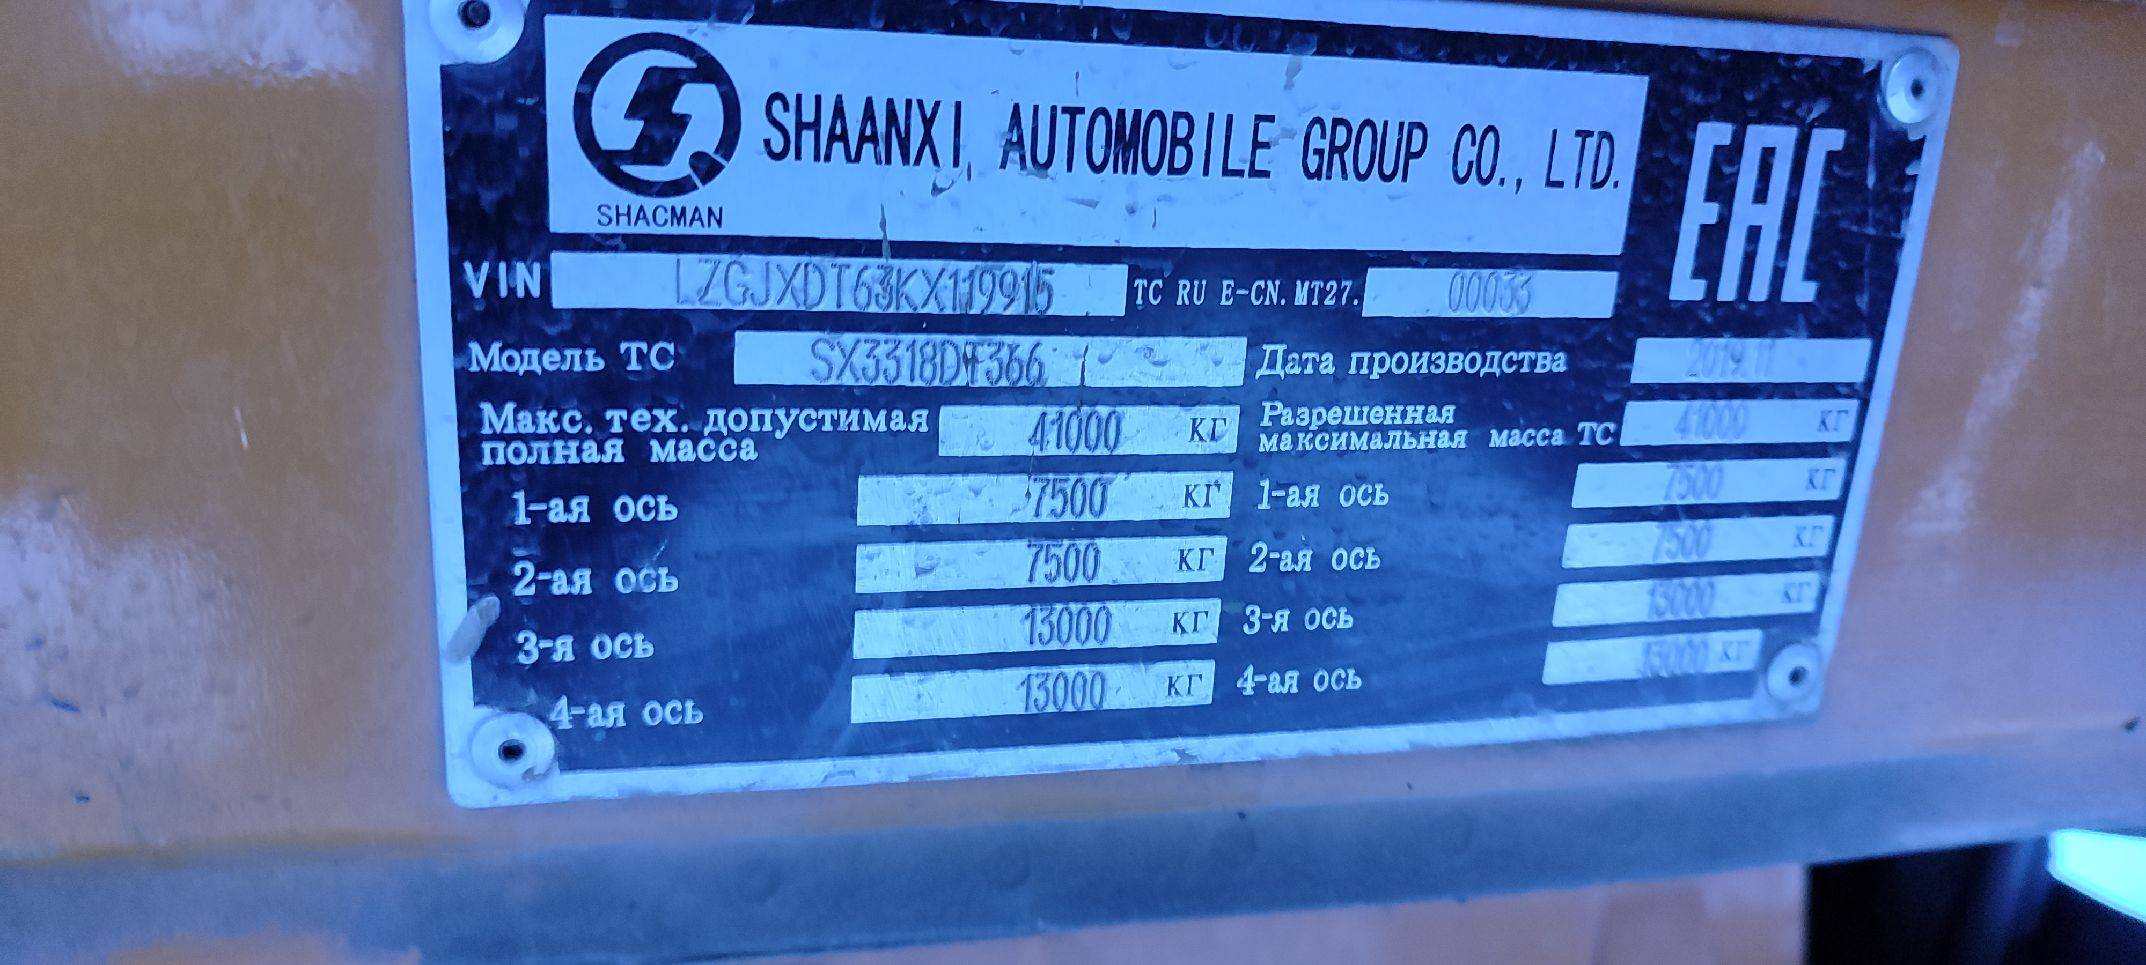 SHAANXI AUTOMOBILE GROUP CO., LTD.
SHACMAN
EAC
VIN LZGJXDT63KX119915 TC RU E-CN.MT27. 00033
Модель ТС SX3318DT366 Дата производства 2019.11
Макс. тех. допустимая полная масса 41000 КГ Разрешенная максимальная масса ТС 41000 КГ
1-ая ось 7500 КГ 1-ая ось 7500 КГ
2-ая ось 7500 КГ 2-ая ось 7500 КГ
3-я ось 13000 КГ 3-я ось 13000 КГ
4-ая ось 13000 КГ 4-ая ось 13000 КГ